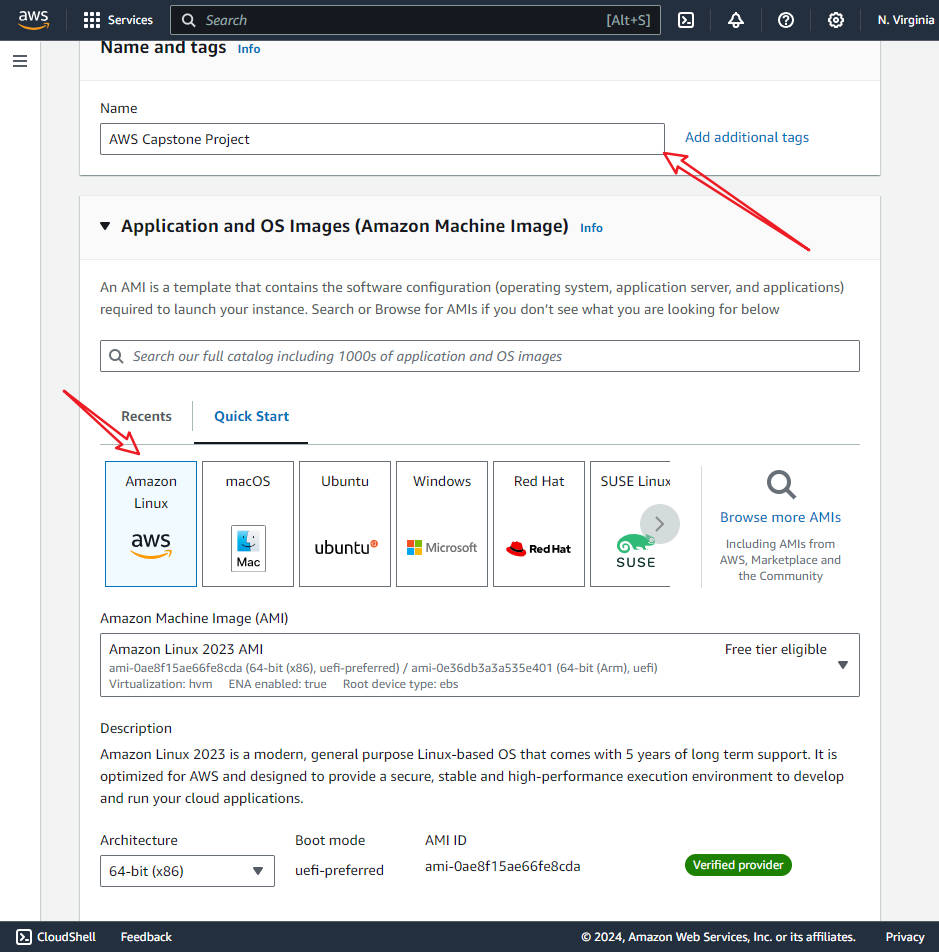 aws Services Search [Alt+S] N. Virginia
Name and tags Info
Name
AWS Capstone Project
Add additional tags
Application and OS Images (Amazon Machine Image) Info
An AMI is a template that contains the software configuration (operating system, application server, and applications)
required to launch your instance. Search or Browse for AMIs if you don't see what you are looking for below
Search our full catalog including 1000s of application and OS images
Recents Quick Start
Amazon
Linux
aws
macOS
Mac
Ubuntu
ubuntu
Windows
Microsoft
Red Hat
Red Hat
SUSE Linux
SUSE
Browse more AMIs
Including AMIs from
AWS, Marketplace and
the Community
Amazon Machine Image (AMI)
Amazon Linux 2023 AMI Free tier eligible
ami-0ae8f15ae66fe8cda (64-bit (x86), uefi-preferred) / ami-0e36db3a3a535e401 (64-bit (Arm), uefi)
Virtualization: hvm ENA enabled: true Root device type: ebs
Description
Amazon Linux 2023 is a modern, general purpose Linux-based OS that comes with 5 years of long term support. It is
optimized for AWS and designed to provide a secure, stable and high-performance execution environment to develop
and run your cloud applications.
Architecture Boot mode AMI ID
64-bit (x86) uefi-preferred ami-0ae8f15ae66fe8cda Verified provider
CloudShell Feedback © 2024, Amazon Web Services, Inc. or its affiliates. Privacy